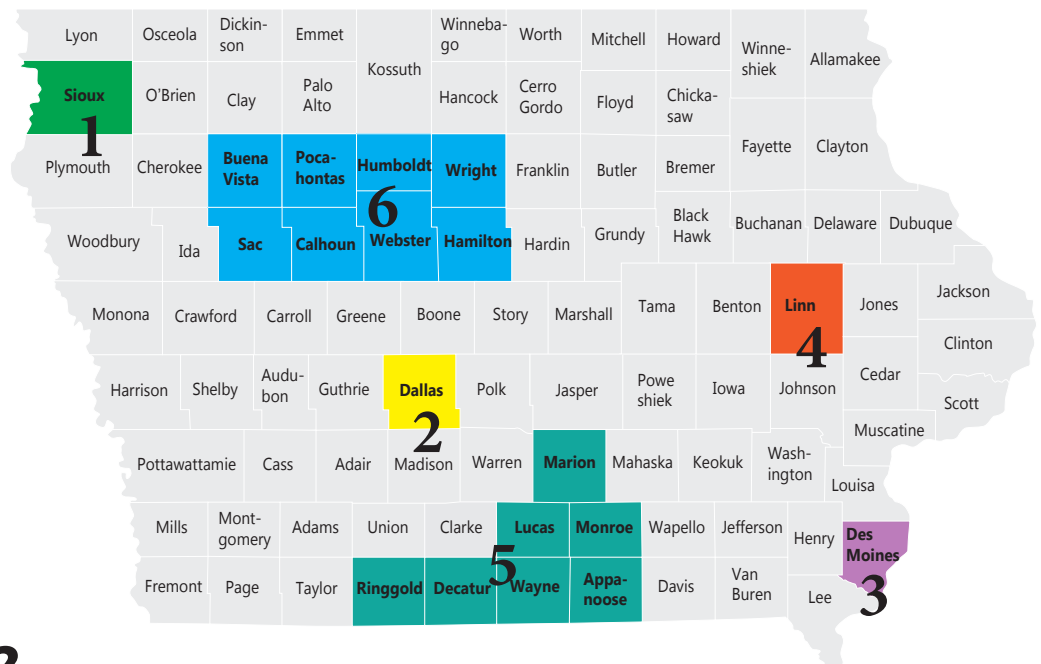 Lyon
Osceola
Dickin-
son
Emmet
Kossuth
Winneba-
go
Worth
Mitchell
Howard
Winne-
shiek
Allamakee
Sioux
1
O'Brien
Clay
Palo
Alto
Hancock
Cerro
Gordo
Floyd
Chicka-
saw
Fayette
Clayton
Plymouth
Cherokee
Buena
Vista
Poca-
hontas
Humboldt
6
Wright
Franklin
Butler
Bremer
Woodbury
Ida
Sac
Calhoun
Webster
Hamilton
Hardin
Grundy
Black
Hawk
Buchanan
Delaware
Dubuque
Monona
Crawford
Carroll
Greene
Boone
Story
Marshall
Tama
Benton
Linn
4
Jones
Jackson
Clinton
Harrison
Shelby
Audu-
bon
Guthrie
Dallas
2
Polk
Jasper
Powe
shiek
Iowa
Johnson
Cedar
Scott
Muscatine
Pottawattamie
Cass
Adair
Madison
Warren
Marion
Mahaska
Keokuk
Wash-
ington
Louisa
Mills
Mont-
gomery
Adams
Union
Clarke
Lucas
Monroe
Wapello
Jefferson
Henry
Des
Moines
3
Fremont
Page
Taylor
Ringgold
Decatur
5
Wayne
Appa-
noose
Davis
Van
Buren
Lee